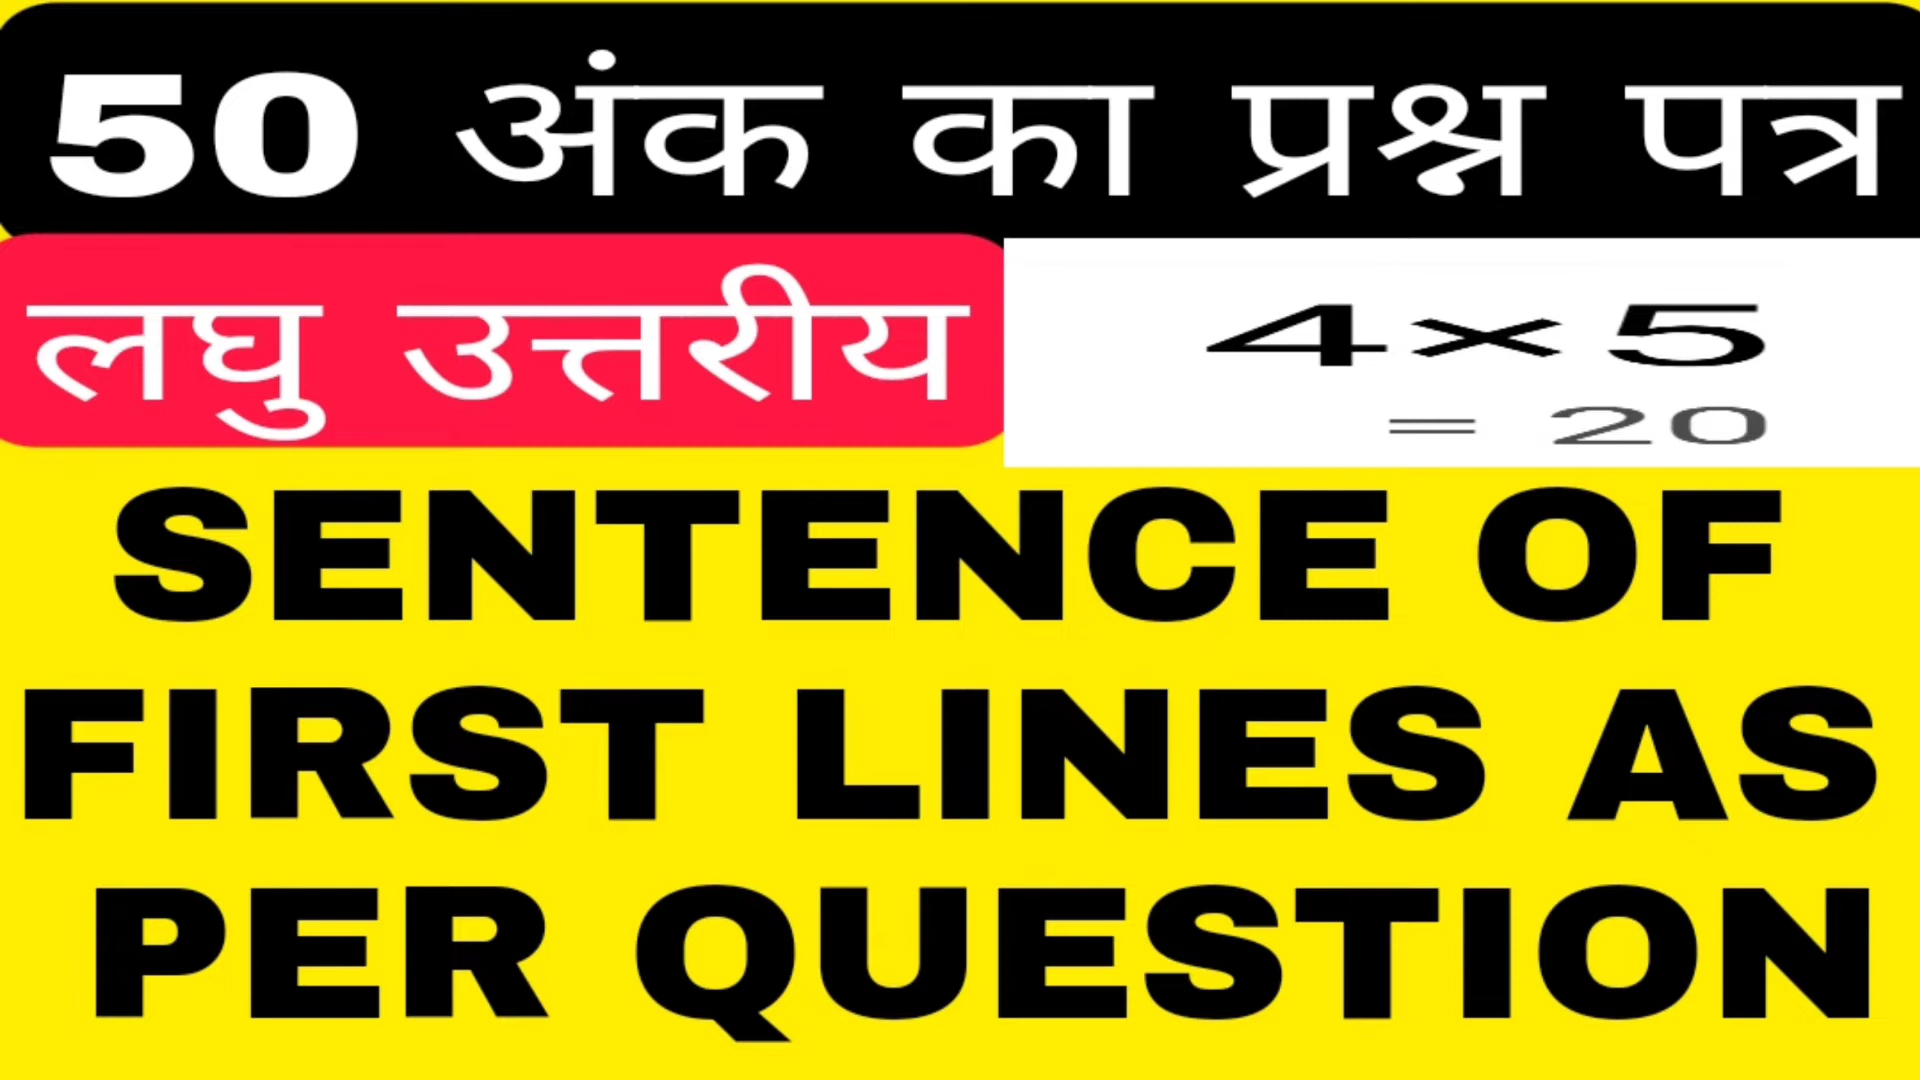 50 अंक का प्रश्न पत्र
लघु उत्तरीय
4×5
= 20
SENTENCE OF
FIRST LINES AS
PER QUESTION